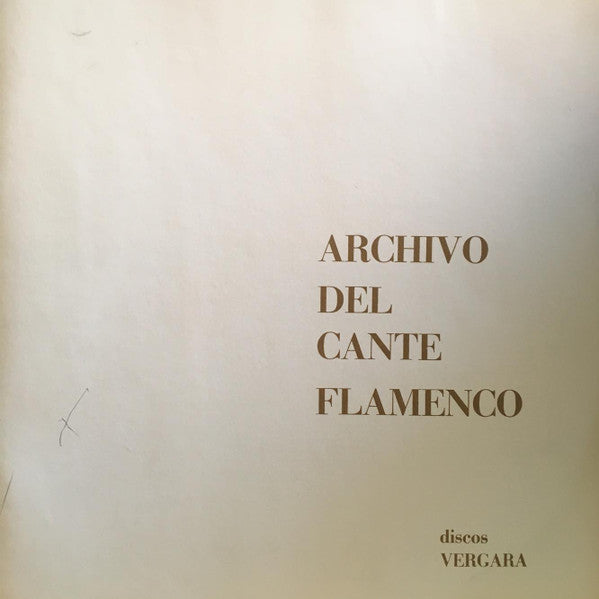 ARCHIVO
DEL
CANTE
FLAMENCO
discos
VERGARA